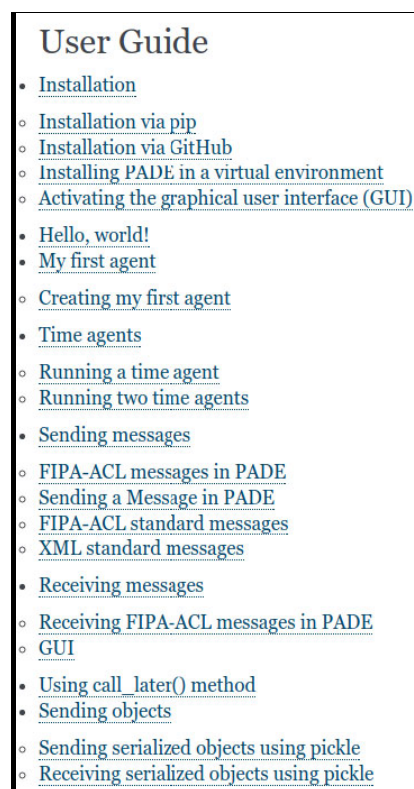 User Guide
Installation
Installation via pip
Installation via GitHub
Installing PADE in a virtual environment
Activating the graphical user interface (GUI)
Hello, world!
My first agent
Creating my first agent
Time agents
Running a time agent
Running two time agents
Sending messages
FIPA-ACL messages in PADE
Sending a Message in PADE
FIPA-ACL standard messages
XML standard messages
Receiving messages
Receiving FIPA-ACL messages in PADE
GUI
Using call_later() method
Sending objects
Sending serialized objects using pickle
Receiving serialized objects using pickle